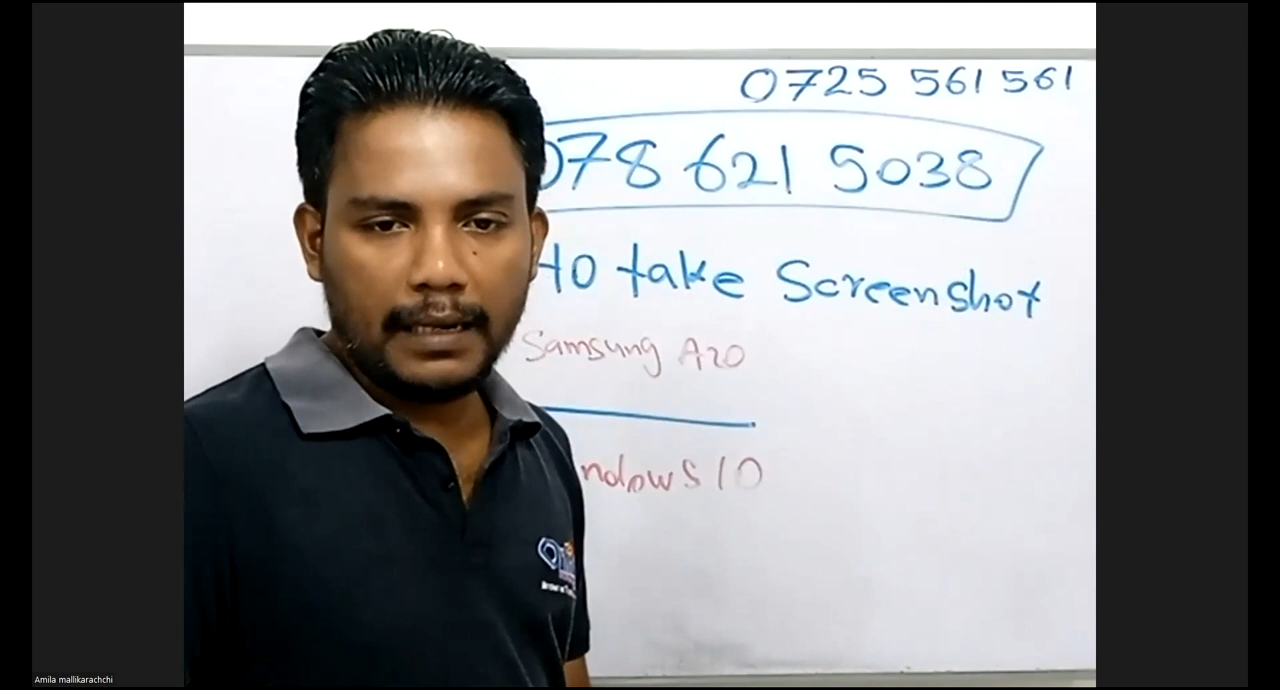 0725 561 561
078 621 5038
to take Screenshot
Samsung A20
ndows 10
Amila mallikarachchi